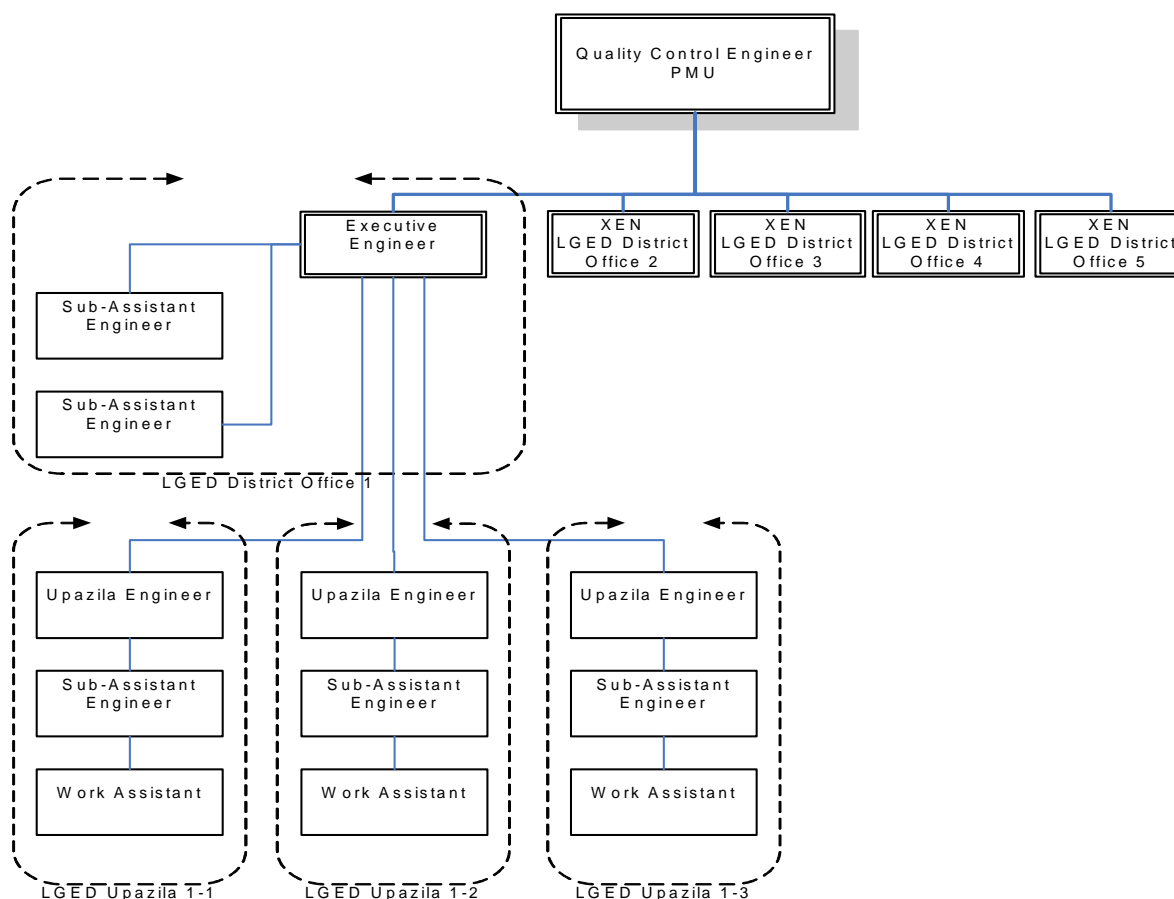 Quality Control Engineer
PMU
Executive
Engineer
XEN
LGED District
Office 2
XEN
LGED District
Office 3
XEN
LGED District
Office 4
XEN
LGED District
Office 5
Sub-Assistant
Engineer
Sub-Assistant
Engineer
LGED District Office 1
Upazila Engineer
Upazila Engineer
Upazila Engineer
Sub-Assistant
Engineer
Sub-Assistant
Engineer
Sub-Assistant
Engineer
Work Assistant
Work Assistant
Work Assistant
LGED Upazila 1-1
LGED Upazila 1-2
LGED Upazila 1-3